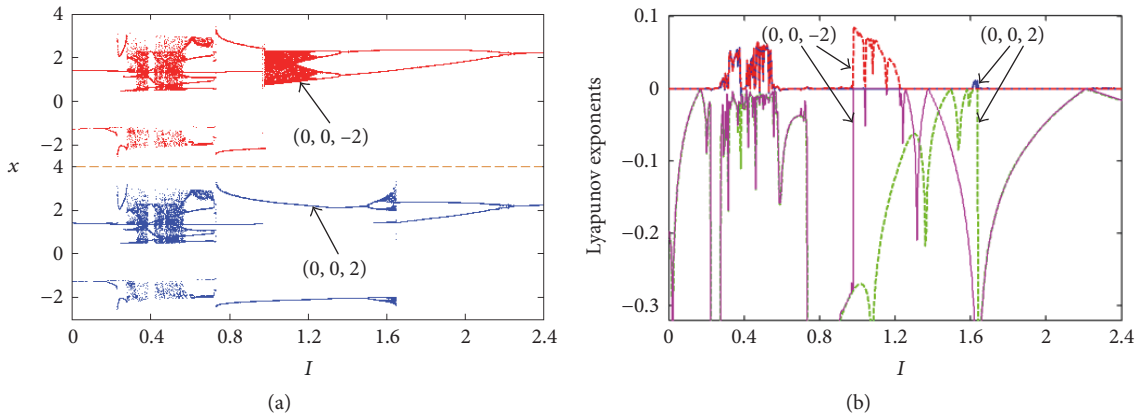 4
2
0
−2
4
2
0
−2
x
(0, 0, −2)
(0, 0, 2)
0 0.4 0.8 1.2 1.6 2 2.4
I
(a)
0.1
0
−0.1
−0.2
−0.3
Lyapunov exponents
(0, 0, −2)
(0, 0, 2)
0 0.4 0.8 1.2 1.6 2 2.4
I
(b)